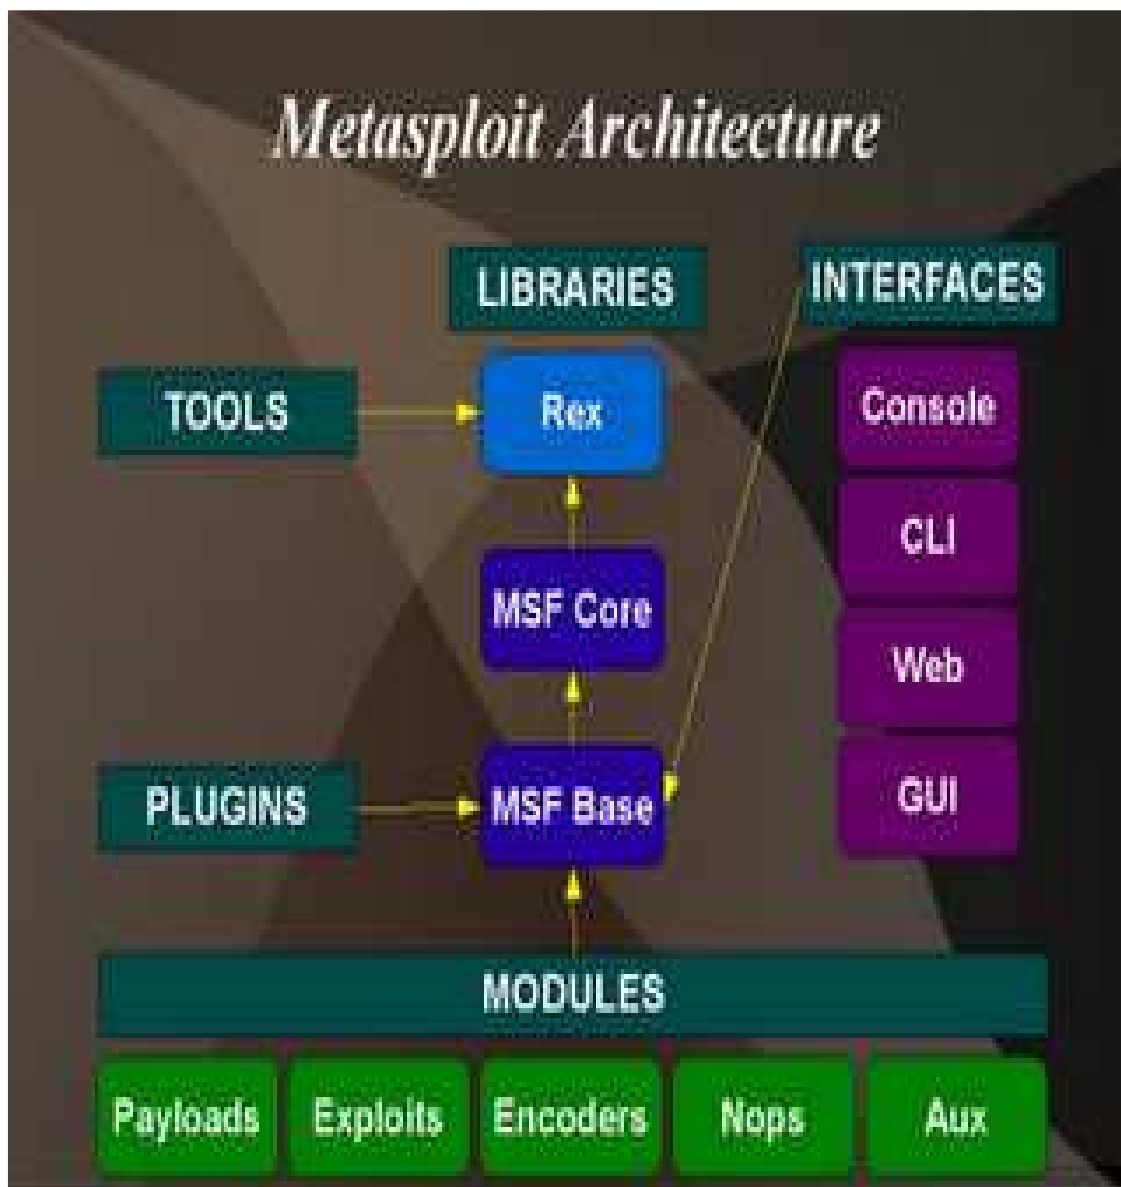 Metasploit Architecture
LIBRARIES
INTERFACES
TOOLS
Rex
Console
CLI
MSF Core
Web
PLUGINS
MSF Base
GUI
MODULES
Payloads
Exploits
Encoders
Nops
Aux